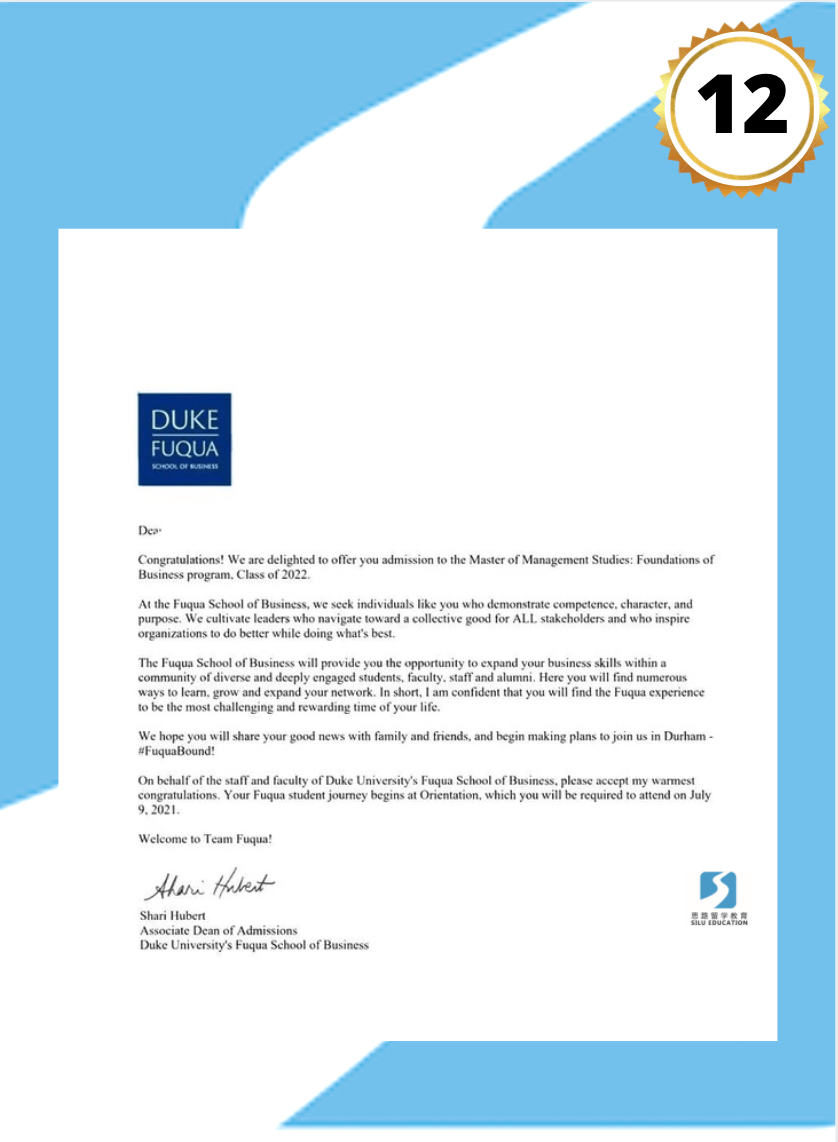 12
DUKE
FUQUA
SCHOOL OF BUSINESS
Congratulations! We are delighted to offer you admission to the Master of Management Studies: Foundations of
Business program, Class of 2022.
At the Fuqua School of Business, we seek individuals like you who demonstrate competence, character, and
purpose. We cultivate leaders who navigate toward a collective good for ALL stakeholders and who inspire
organizations to do better while doing what's best.
The Fuqua School of Business will provide you the opportunity to expand your business skills within a
community of diverse and deeply engaged students, faculty, staff and alumni. Here you will find numerous
ways to learn, grow and expand your network. In short, I am confident that you will find the Fuqua experience
to be the most challenging and rewarding time of your life.
We hope you will share your good news with family and friends, and begin making plans to join us in Durham -
#FuquaBound!
On behalf of the staff and faculty of Duke University's Fuqua School of Business, please accept my warmest
congratulations. Your Fuqua student journey begins at Orientation, which you will be required to attend on July
9, 2021.
Welcome to Team Fuqua!
Shari Hubert
Shari Hubert
Associate Dean of Admissions
Duke University's Fuqua School of Business
思路留学教育
SILU EDUCATION